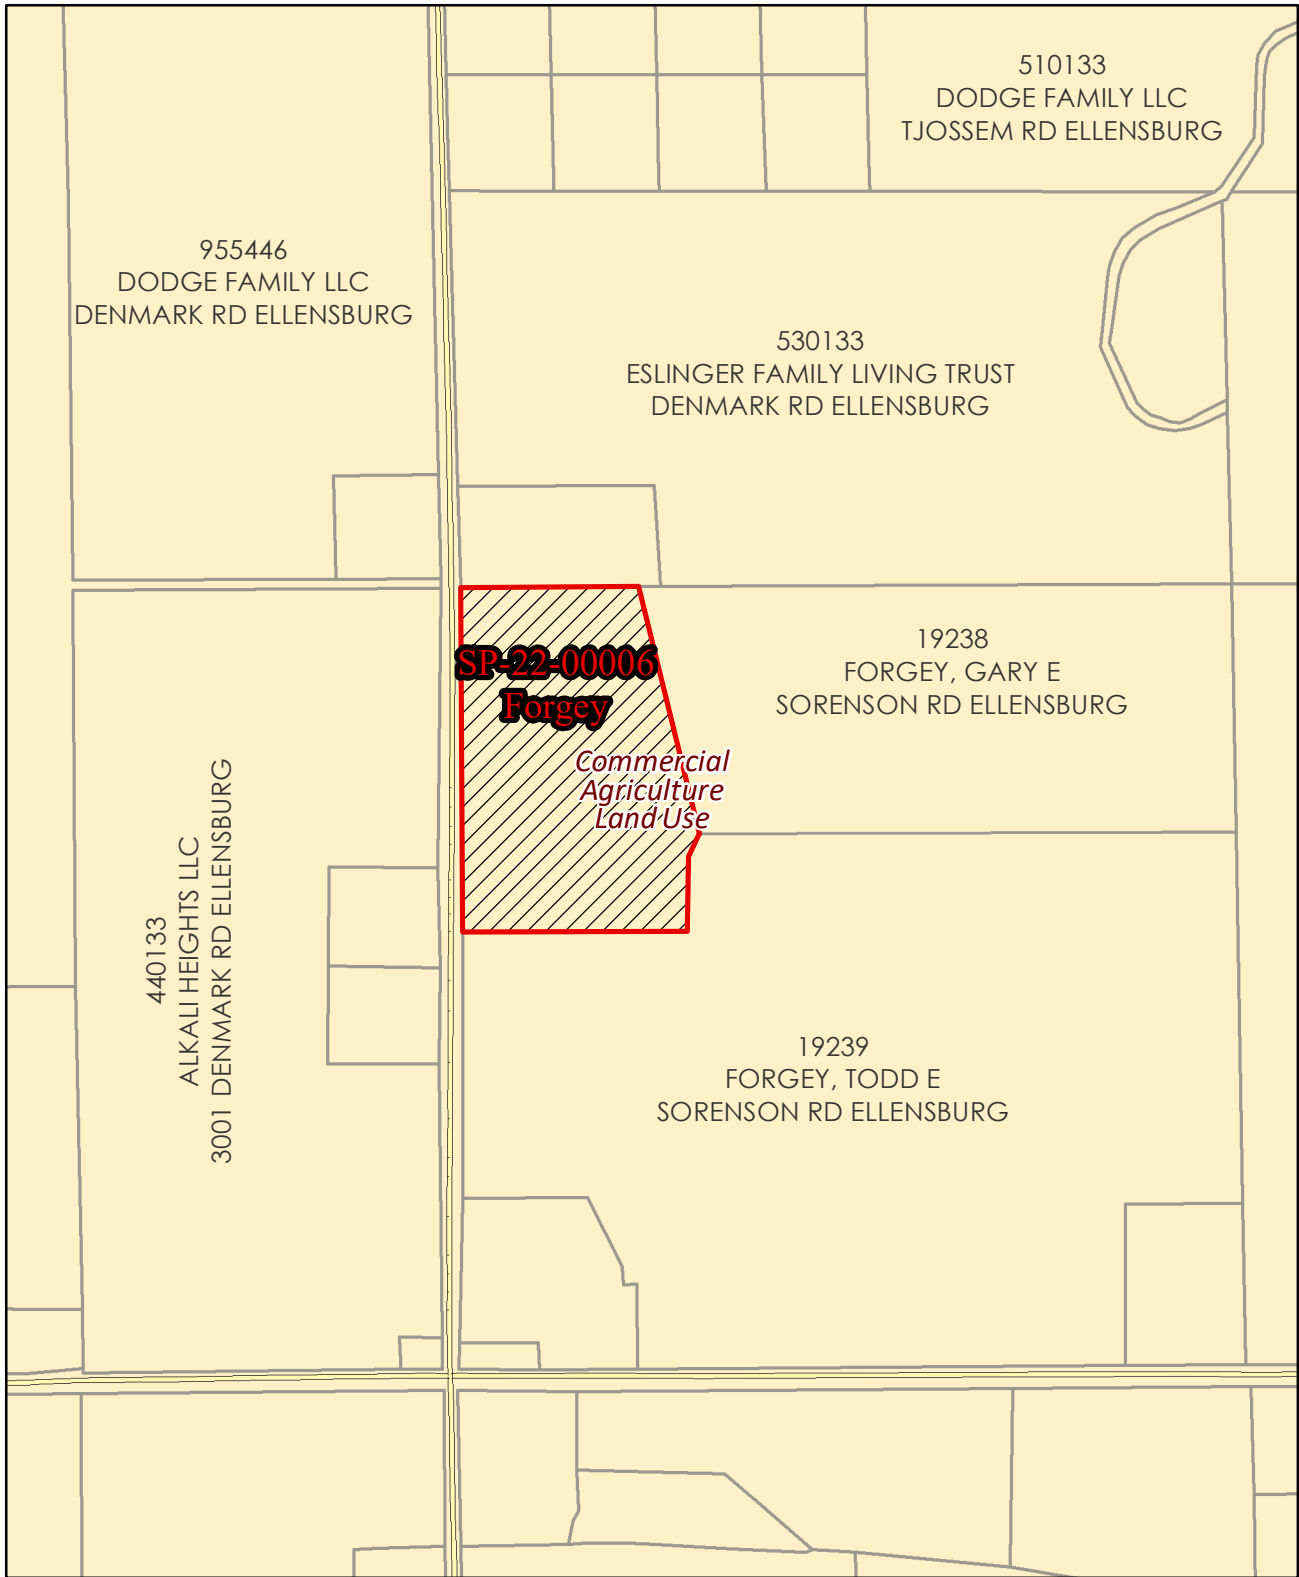 510133
DODGE FAMILY LLC
TJOSSEM RD ELLENSBURG
955446
DODGE FAMILY LLC
DENMARK RD ELLENSBURG
530133
ESLINGER FAMILY LIVING TRUST
DENMARK RD ELLENSBURG
SP-22-00006
Forgey
19238
FORGEY, GARY E
SORENSON RD ELLENSBURG
Commercial
Agriculture
Land Use
440133
ALKALI HEIGHTS LLC
3001 DENMARK RD ELLENSBURG
19239
FORGEY, TODD E
SORENSON RD ELLENSBURG